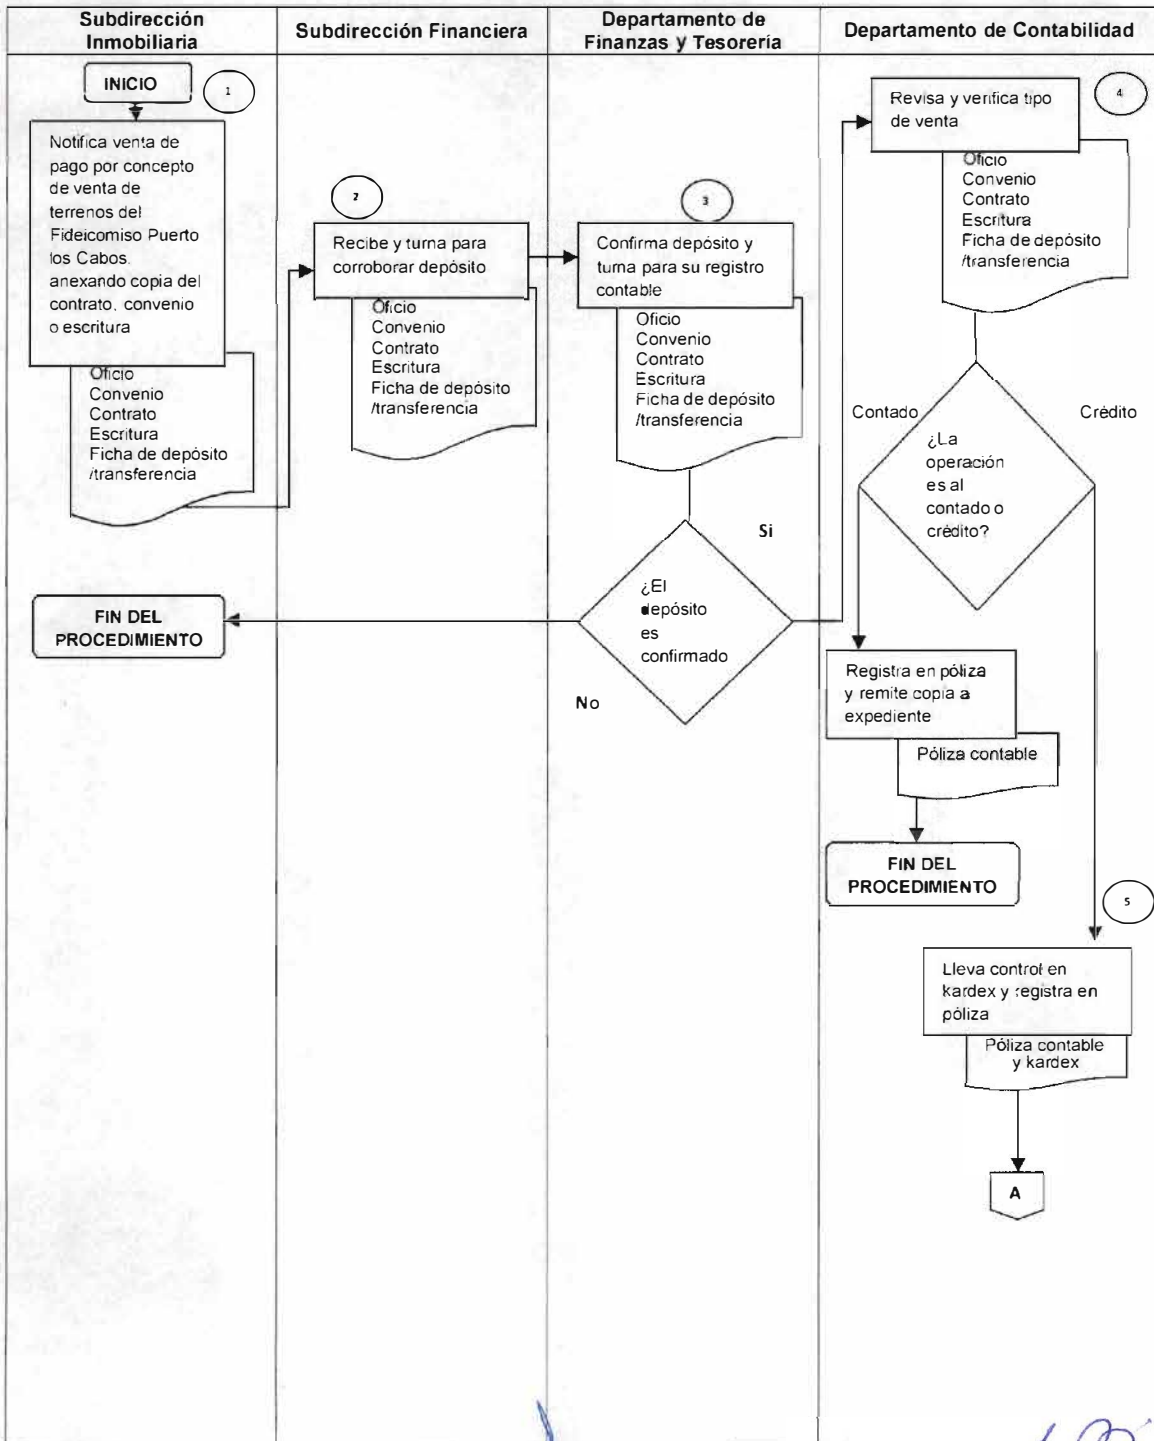 Subdirección
Inmobiliaria
Subdirección Financiera
Departamento de
Finanzas y Tesorería
Departamento de Contabilidad
INICIO
1
Notifica venta de
pago por concepto
de venta de
terrenos del
Fideicomiso Puerto
los Cabos,
anexando copia del
contrato, convenio
o escritura
Oficio
Convenio
Contrato
Escritura
Ficha de depósito
/transferencia
2
Recibe y turna para
corroborar depósito
Oficio
Convenio
Contrato
Escritura
Ficha de depósito
/transferencia
3
Confirma depósito y
turna para su registro
contable
Oficio
Convenio
Contrato
Escritura
Ficha de depósito
/transferencia
¿El
depósito
es
confirmado
Si
No
FIN DEL
PROCEDIMIENTO
4
Revisa y verifica tipo
de venta
Oficio
Convenio
Contrato
Escritura
Ficha de depósito
/transferencia
Contado
Crédito
¿La
operación
es al
contado o
crédito?
Registra en póliza
y remite copia a
expediente
Póliza contable
FIN DEL
PROCEDIMIENTO
5
Lleva control en
kardex y registra en
póliza
Póliza contable
y kardex
A